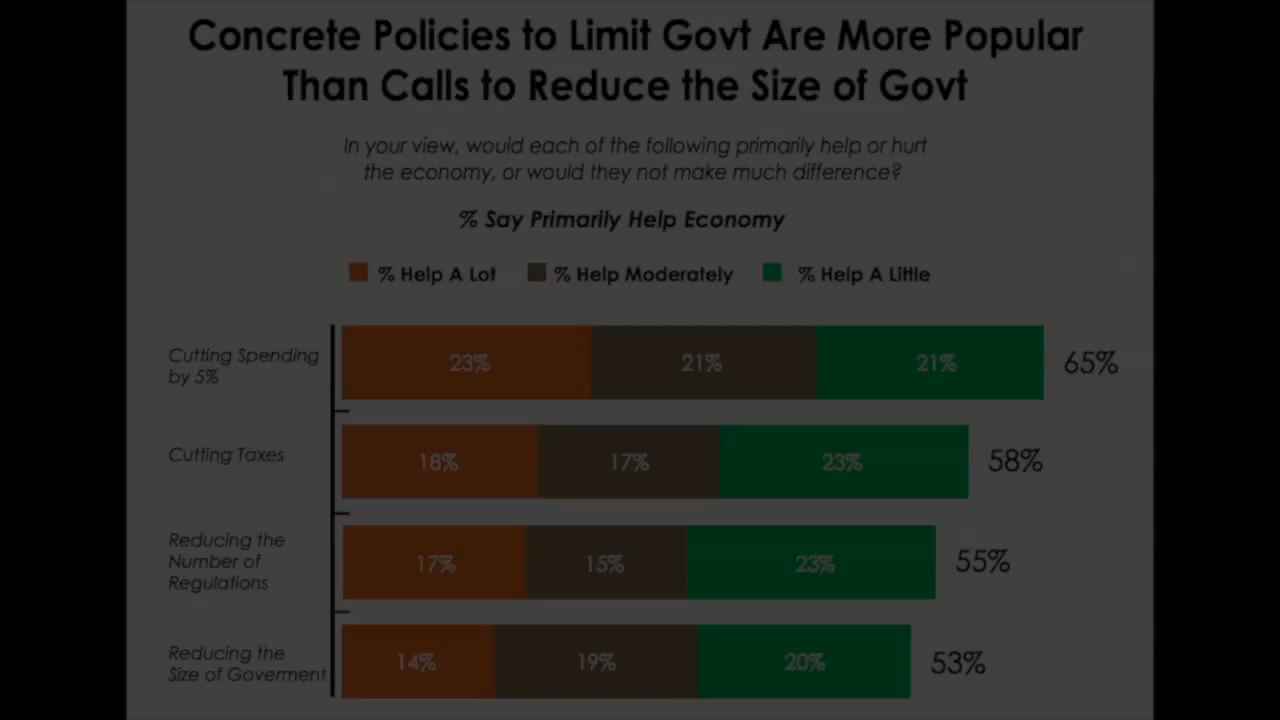 Concrete Policies to Limit Govt Are More Popular
Than Calls to Reduce the Size of Govt
In your view, would each of the following primarily help or hurt
the economy, or would they not make much difference?
% Say Primarily Help Economy
% Help A Lot % Help Moderately % Help A Little
Cutting Spending
by 5%
23% 21% 21% 65%
Cutting Taxes
18% 17% 23% 58%
Reducing the
Number of
Regulations
17% 15% 23% 55%
Reducing the
Size of Goverment
14% 19% 20% 53%